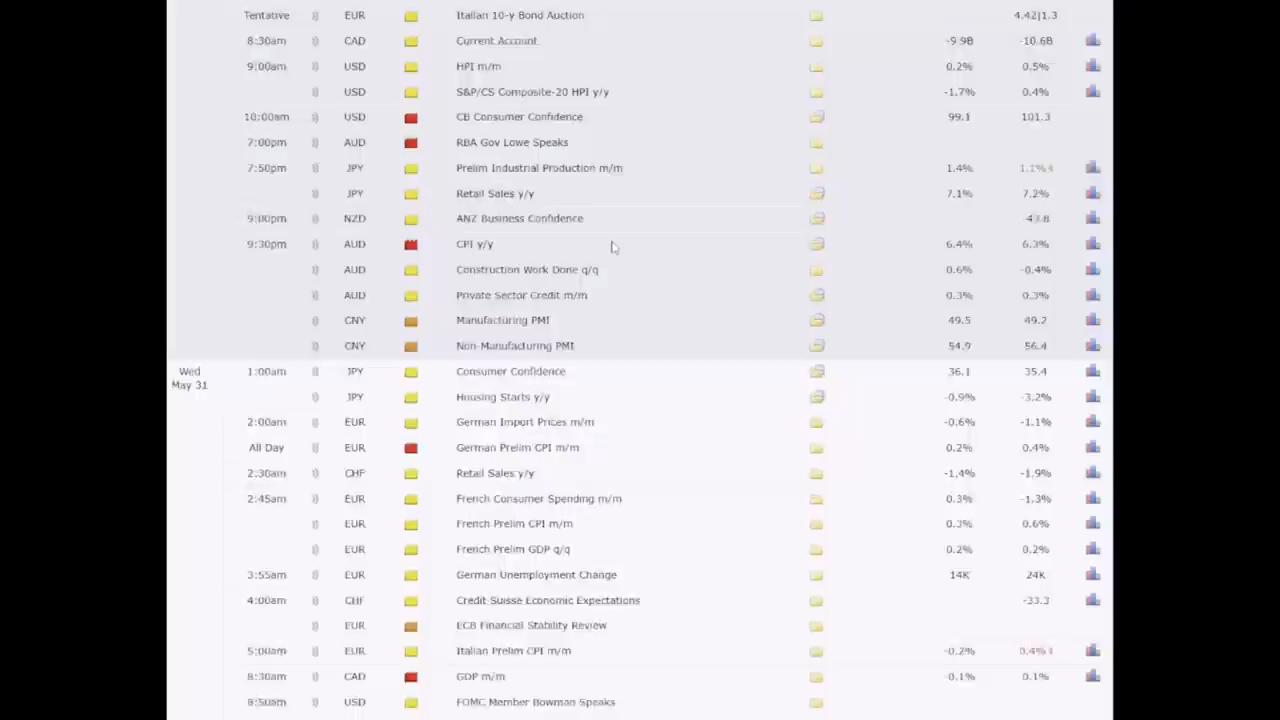 Tentative EUR Italian 10-y Bond Auction 4.42|1.3
8:30am CAD Current Account -9.9B -10.6B
9:00am USD HPI m/m 0.2% 0.5%
USD S&P/CS Composite-20 HPI y/y -1.7% 0.4%
10:00am USD CB Consumer Confidence 99.1 101.3
7:00pm AUD RBA Gov Lowe Speaks
7:50pm JPY Prelim Industrial Production m/m 1.4% 1.1%
JPY Retail Sales y/y 7.1% 7.2%
9:00pm NZD ANZ Business Confidence -43.8
9:30pm AUD CPI y/y 6.4% 6.3%
AUD Construction Work Done q/q 0.6% -0.4%
AUD Private Sector Credit m/m 0.3% 0.3%
CNY Manufacturing PMI 49.5 49.2
CNY Non-Manufacturing PMI 54.9 56.4
Wed May 31 1:00am JPY Consumer Confidence 36.1 35.4
JPY Housing Starts y/y -0.9% -3.2%
2:00am EUR German Import Prices m/m -0.6% -1.1%
All Day EUR German Prelim CPI m/m 0.2% 0.4%
2:30am CHF Retail Sales y/y -1.4% -1.9%
2:45am EUR French Consumer Spending m/m 0.3% -1.3%
EUR French Prelim CPI m/m 0.3% 0.6%
EUR French Prelim GDP q/q 0.2% 0.2%
3:55am EUR German Unemployment Change 14K 24K
4:00am CHF Credit Suisse Economic Expectations -33.3
EUR ECB Financial Stability Review
5:00am EUR Italian Prelim CPI m/m -0.2% 0.4%
8:30am CAD GDP m/m -0.1% 0.1%
8:50am USD FOMC Member Bowman Speaks